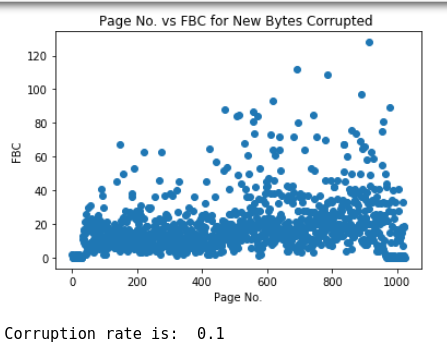 Page No. vs FBC for New Bytes Corrupted
120
100
80
60
40
20
0
FBC
0 200 400 600 800 1000
Page No.
Corruption rate is:  0.1